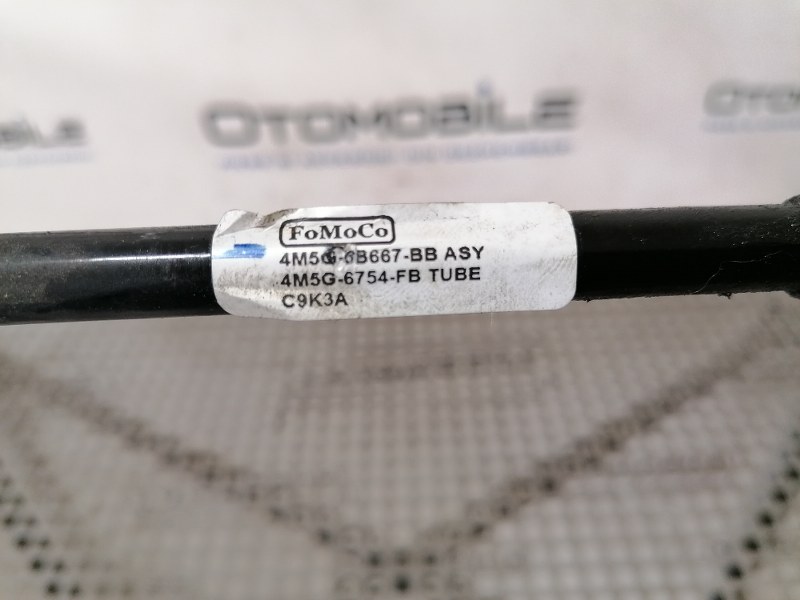 OTOMOBILE
FoMoCo
4M5G-6B667-BB ASY
4M5G-6754-FB TUBE
C9K3A